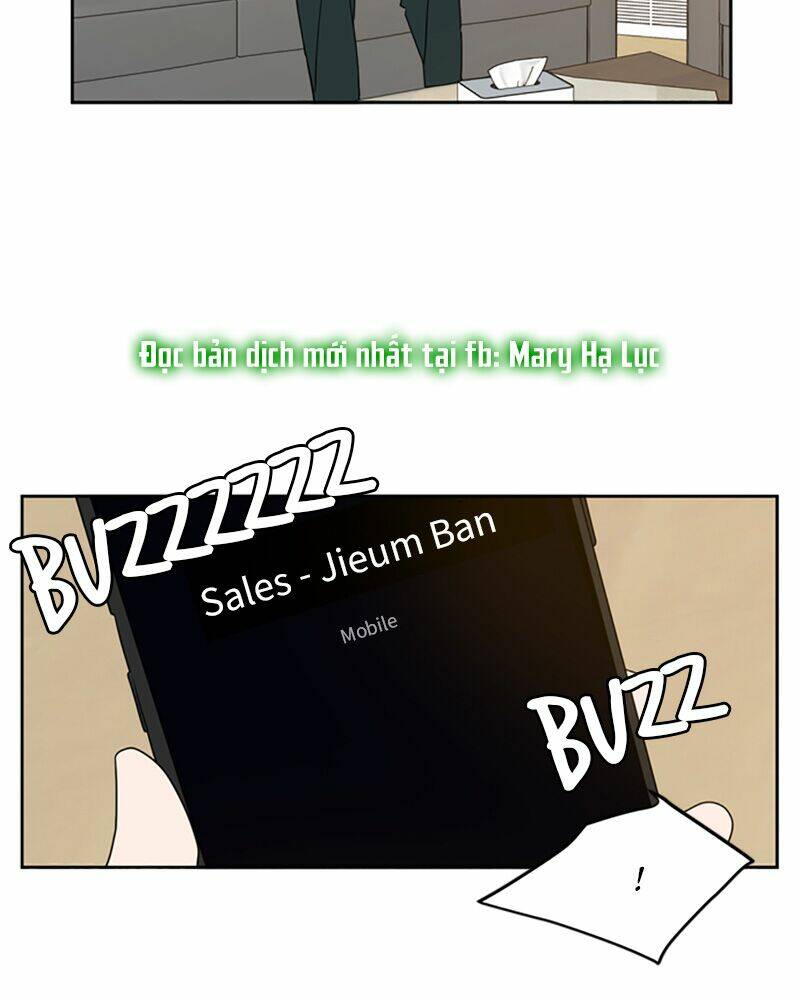 Đọc bản dịch mới nhất tại fb: Mary Hạ Lục
BUZZZZZZZ
Sales - Jieum Ban
Mobile
BUZZ
!